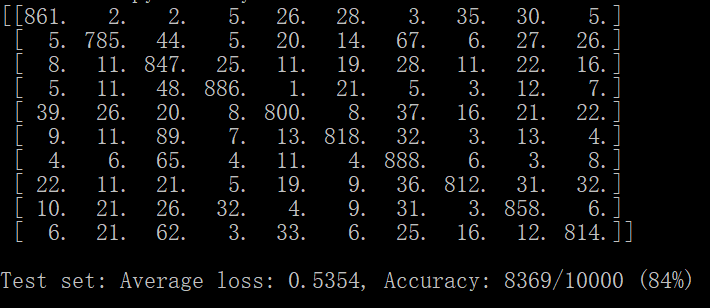 [[861. 2. 2. 5. 26. 28. 3. 35. 30. 5.]
[ 5. 785. 44. 5. 20. 14. 67. 6. 27. 26.]
[ 8. 11. 847. 25. 11. 19. 28. 11. 22. 16.]
[ 5. 11. 48. 886. 1. 21. 5. 3. 12. 7.]
[ 39. 26. 20. 8. 800. 8. 37. 16. 21. 22.]
[ 9. 11. 89. 7. 13. 818. 32. 3. 13. 4.]
[ 4. 6. 65. 4. 11. 4. 888. 6. 3. 8.]
[ 22. 11. 21. 5. 19. 9. 36. 812. 31. 32.]
[ 10. 21. 26. 32. 4. 9. 31. 3. 858. 6.]
[ 6. 21. 62. 3. 33. 6. 25. 16. 12. 814.]]
Test set: Average loss: 0.5354, Accuracy: 8369/10000 (84%)